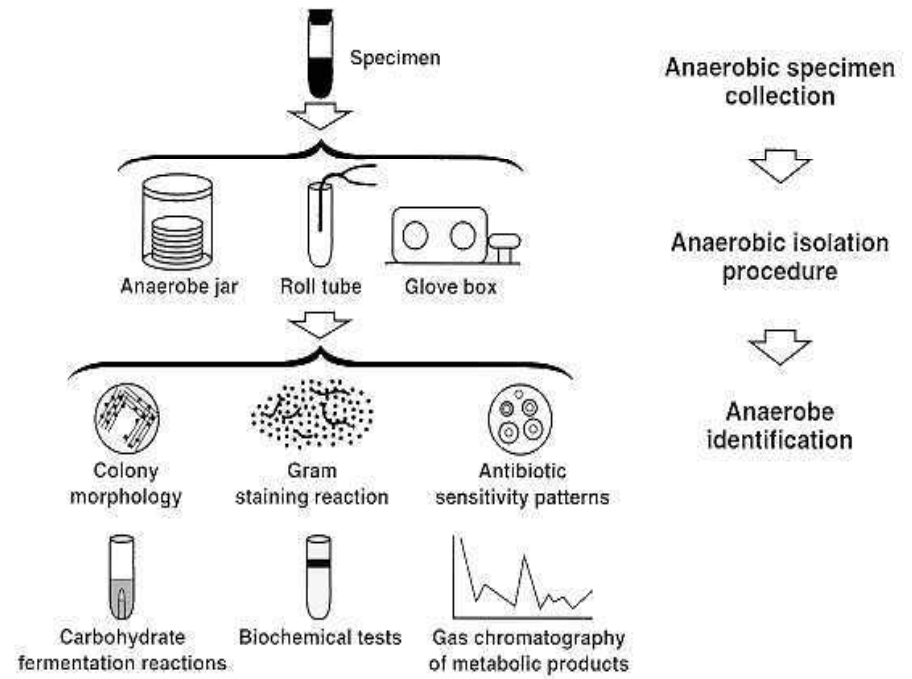 Specimen
Anaerobic specimen
collection
Anaerobe jar
Roll tube
Glove box
Anaerobic isolation
procedure
Colony
morphology
Gram
staining reaction
Antibiotic
sensitivity patterns
Anaerobe
identification
Carbohydrate
fermentation reactions
Biochemical tests
Gas chromatography
of metabolic products